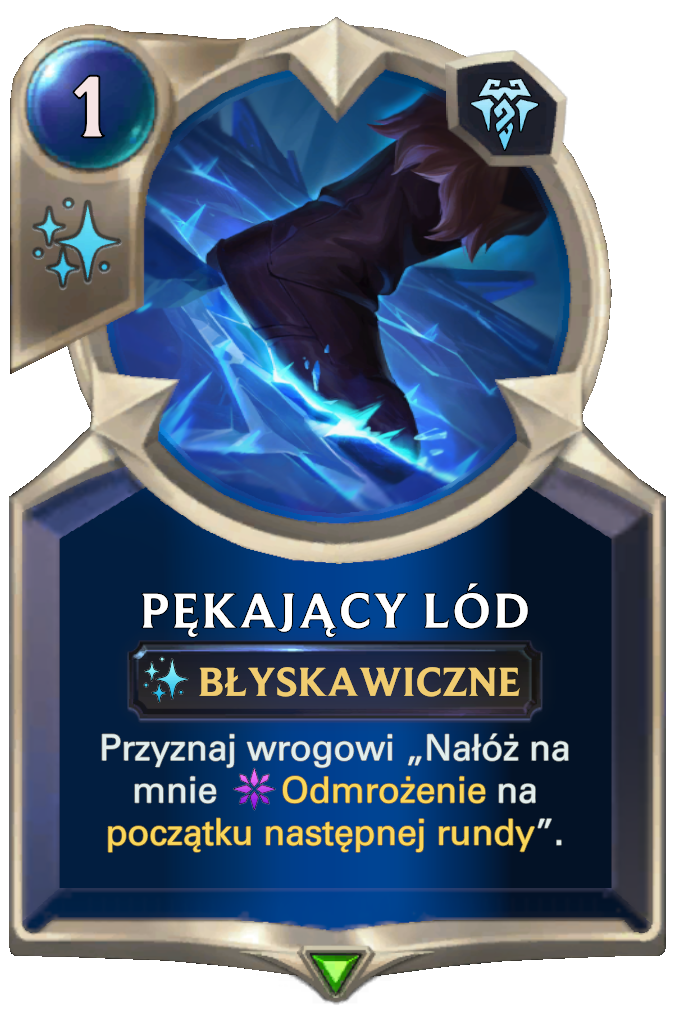 1
PĘKAJĄCY LÓD
BŁYSKAWICZNE
Przyznaj wrogowi „Nałóż na
mnie Odmrożenie na
początku następnej rundy”.